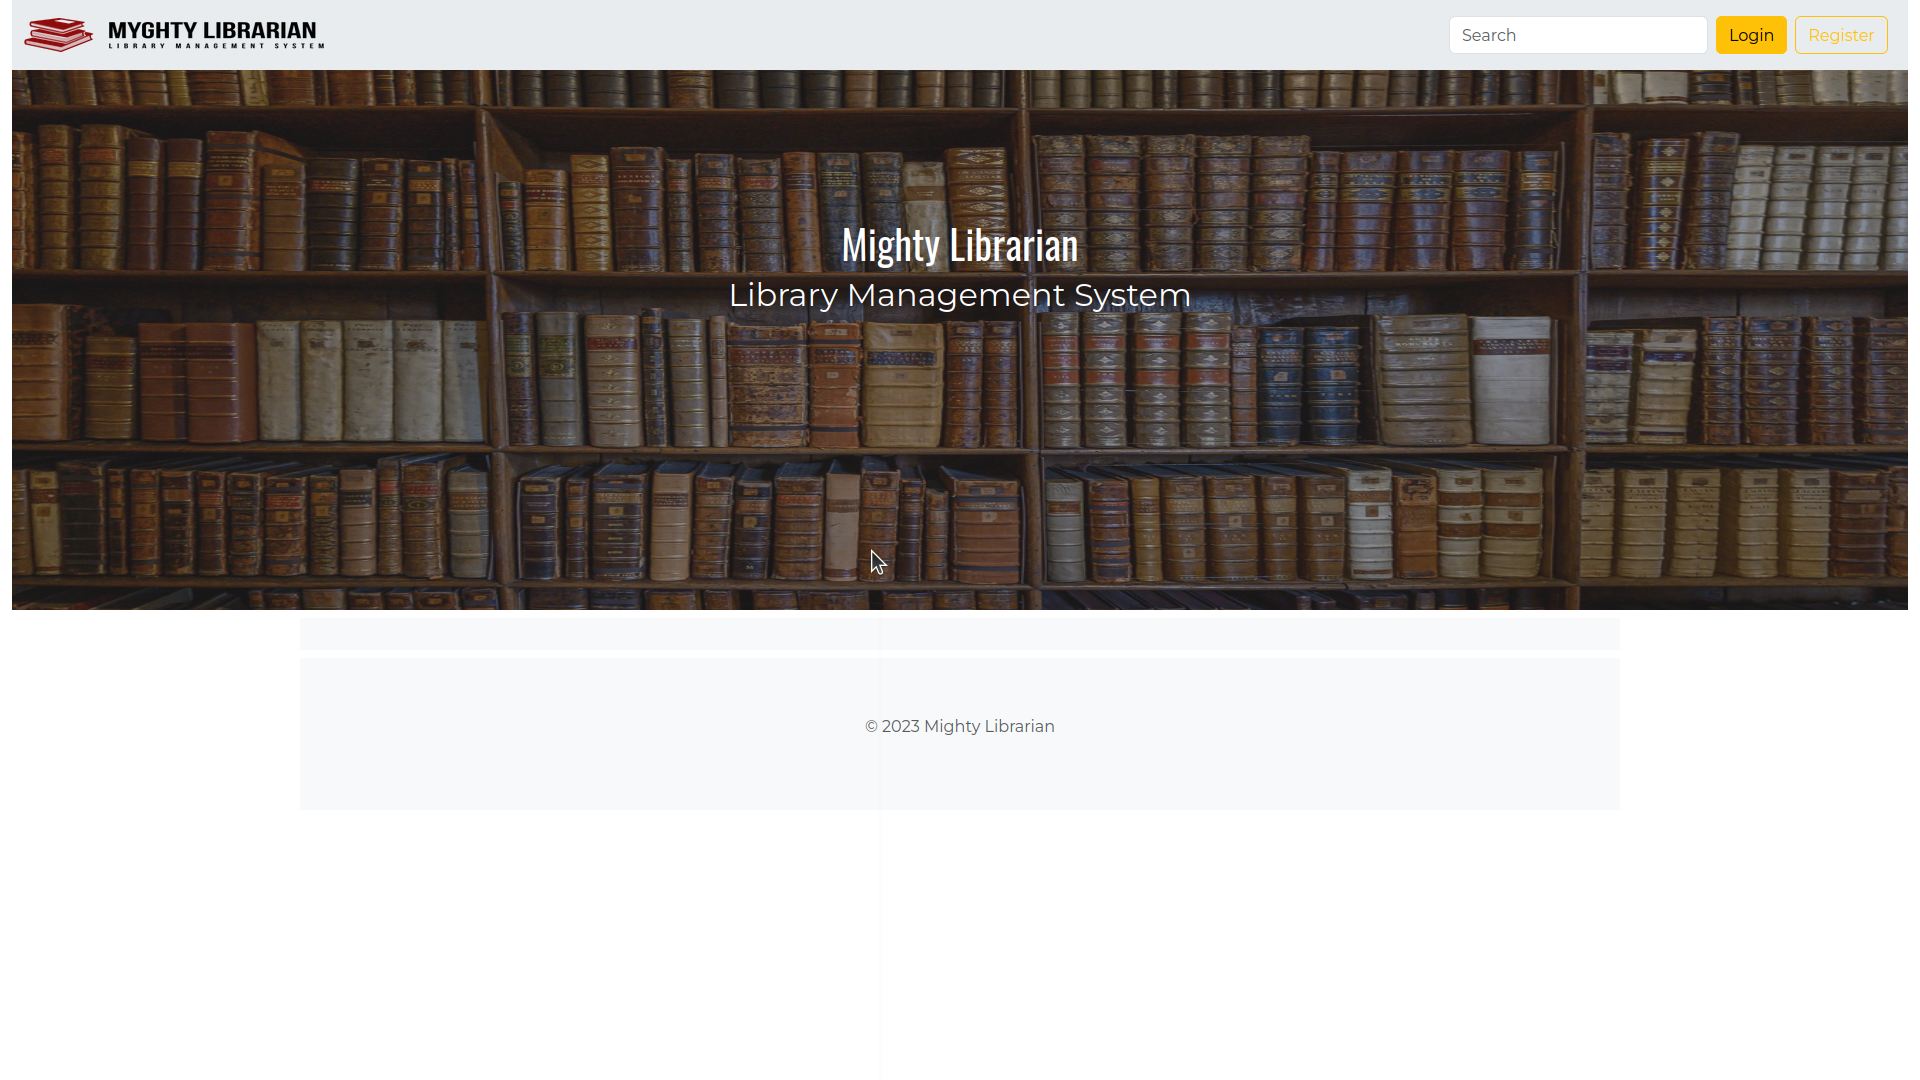 MYGHTY LIBRARIAN
LIBRARY MANAGEMENT SYSTEM
Search
Login
Register
Mighty Librarian
Library Management System
© 2023 Mighty Librarian